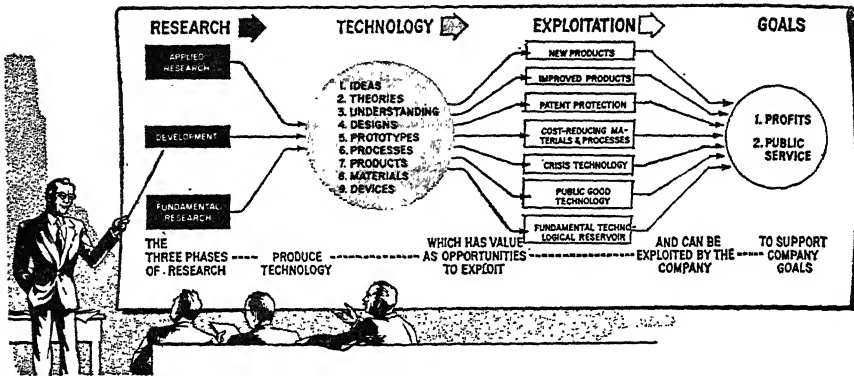 RESEARCH
TECHNOLOGY
EXPLOITATION
GOALS
APPLIED
RESEARCH
DEVELOPMENT
FUNDAMENTAL
RESEARCH
1. IDEAS
2. THEORIES
3. UNDERSTANDING
4. DESIGNS
5. PROTOTYPES
6. PROCESSES
7. PRODUCTS
8. MATERIALS
9. DEVICES
NEW PRODUCTS
IMPROVED PRODUCTS
PATENT PROTECTION
COST-REDUCING MA-
TERIALS & PROCESSES
CRISIS TECHNOLOGY
PUBLIC GOOD
TECHNOLOGY
FUNDAMENTAL TECHNO-
LOGICAL RESERVOIR
1. PROFITS
2. PUBLIC
SERVICE
THE
THREE PHASES
OF RESEARCH
PRODUCE
TECHNOLOGY
WHICH HAS VALUE
AS OPPORTUNITIES
TO EXPLOIT
AND CAN BE
EXPLOITED BY THE
COMPANY
TO SUPPORT
COMPANY
GOALS